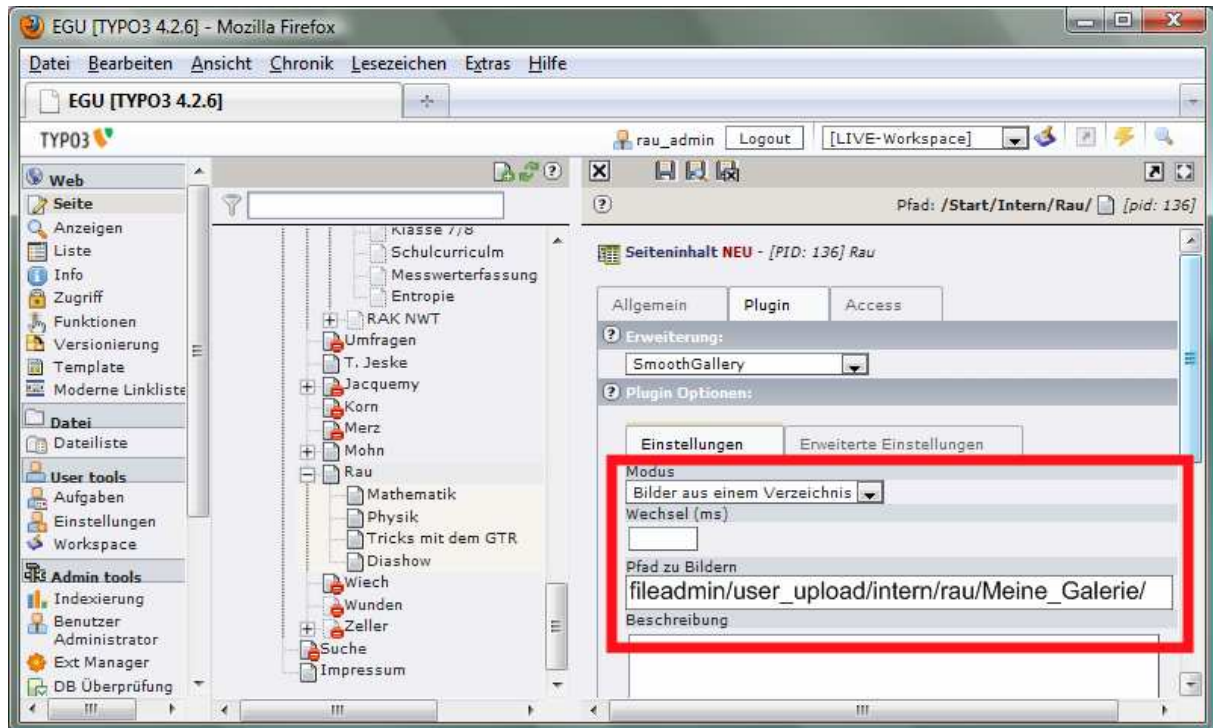 EGU [TYPO3 4.2.6] - Mozilla Firefox
Datei Bearbeiten Ansicht Chronik Lesezeichen Extras Hilfe
EGU [TYPO3 4.2.6]
TYPO3
rau_admin Logout [LIVE-Workspace]
Web
Seite
Anzeigen
Liste
Info
Zugriff
Funktionen
Versionierung
Template
Moderne Linkliste
Datei
Dateiliste
User tools
Aufgaben
Einstellungen
Workspace
Admin tools
Indexierung
Benutzer
Administrator
Ext Manager
DB Überprüfung
Klasse 7/8
Schulcurriculm
Messwerterfassung
Entropie
RAK NWT
Umfragen
T. Jeske
Jacquemy
Korn
Merz
Mohn
Rau
Mathematik
Physik
Tricks mit dem GTR
Diashow
Wiech
Wunden
Zeller
Suche
Impressum
Pfad: /Start/Intern/Rau/ [pid: 136]
Seiteninhalt NEU - [PID: 136] Rau
Allgemein Plugin Access
Erweiterung:
SmoothGallery
Plugin Optionen:
Einstellungen Erweiterte Einstellungen
Modus
Bilder aus einem Verzeichnis
Wechsel (ms)
Pfad zu Bildern
fileadmin/user_upload/intern/rau/Meine_Galerie/
Beschreibung